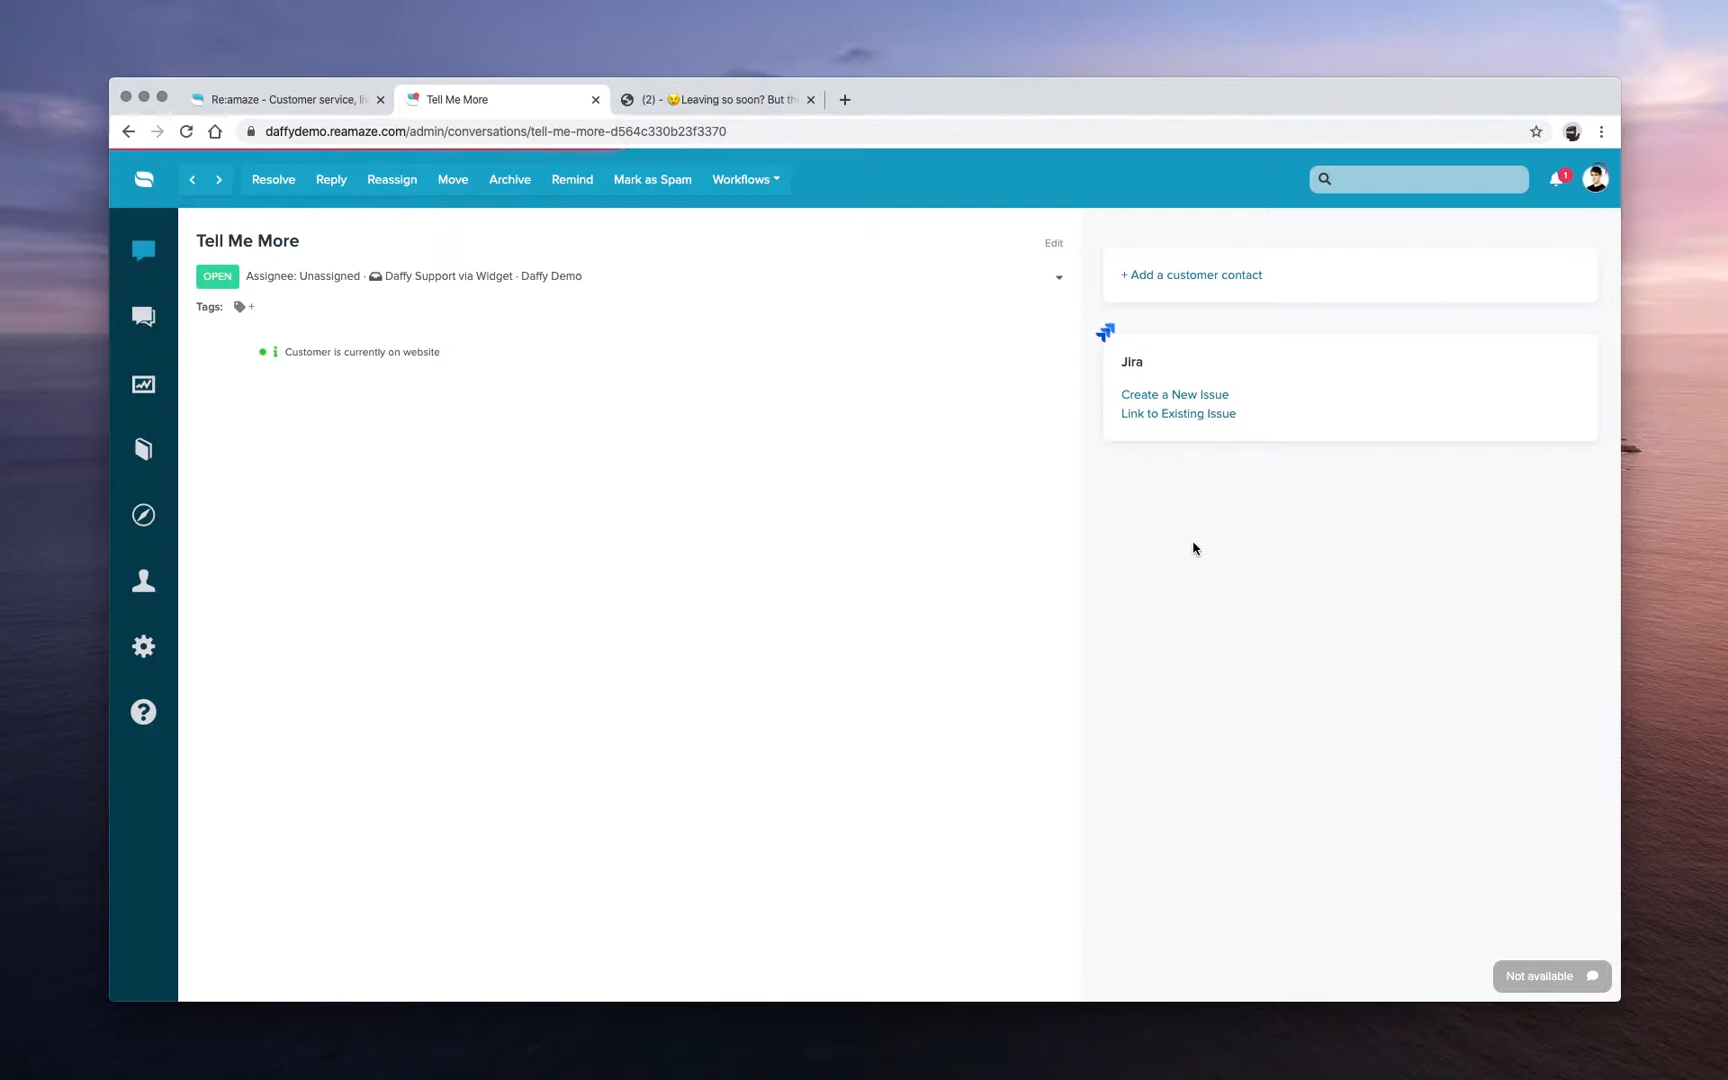 Re:amaze - Customer service, li
Tell Me More
(2) - 😢Leaving so soon? But th
daffydemo.reamaze.com/admin/conversations/tell-me-more-d564c330b23f3370
Resolve Reply Reassign Move Archive Remind Mark as Spam Workflows
1
Tell Me More
Edit
OPEN Assignee: Unassigned · Daffy Support via Widget · Daffy Demo
Tags: +
Customer is currently on website
+ Add a customer contact
Jira
Create a New Issue
Link to Existing Issue
Not available